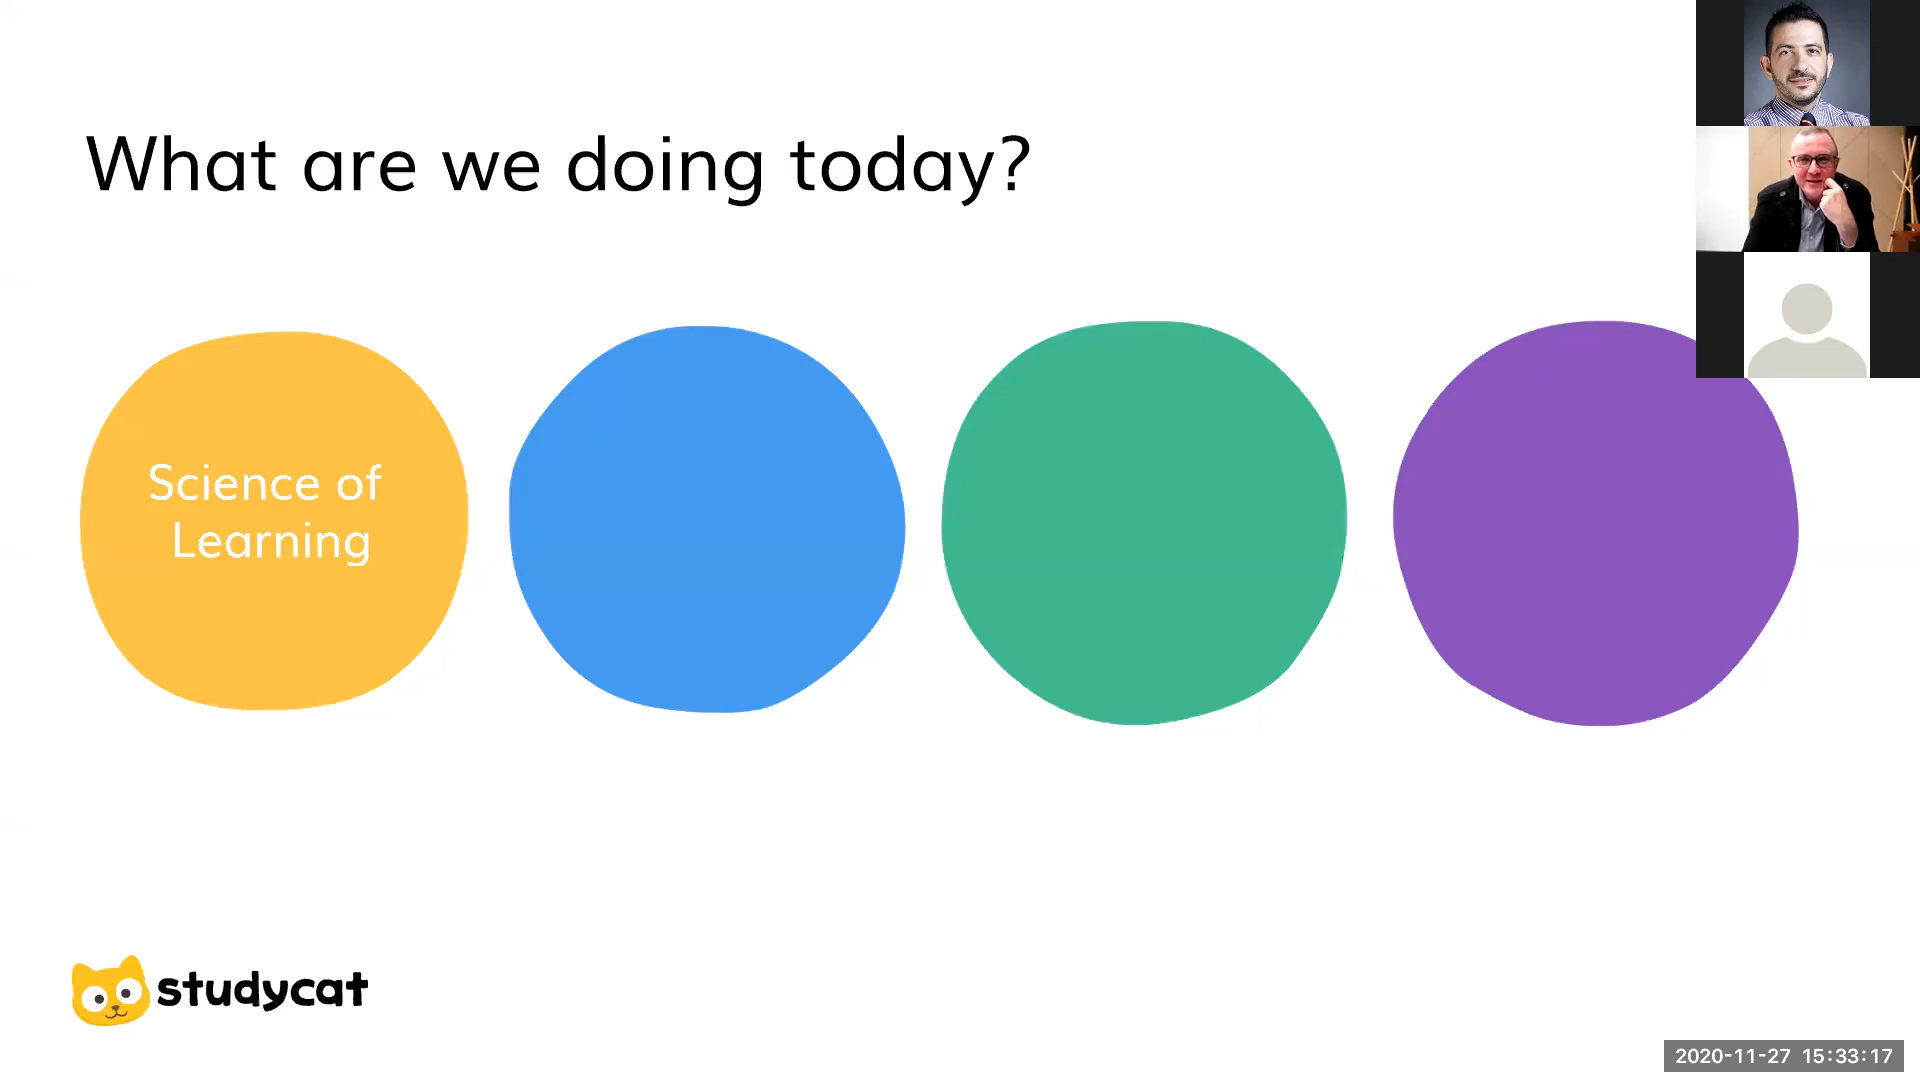 What are we doing today?
Science of
Learning
studycat
2020-11-27 15:33:17